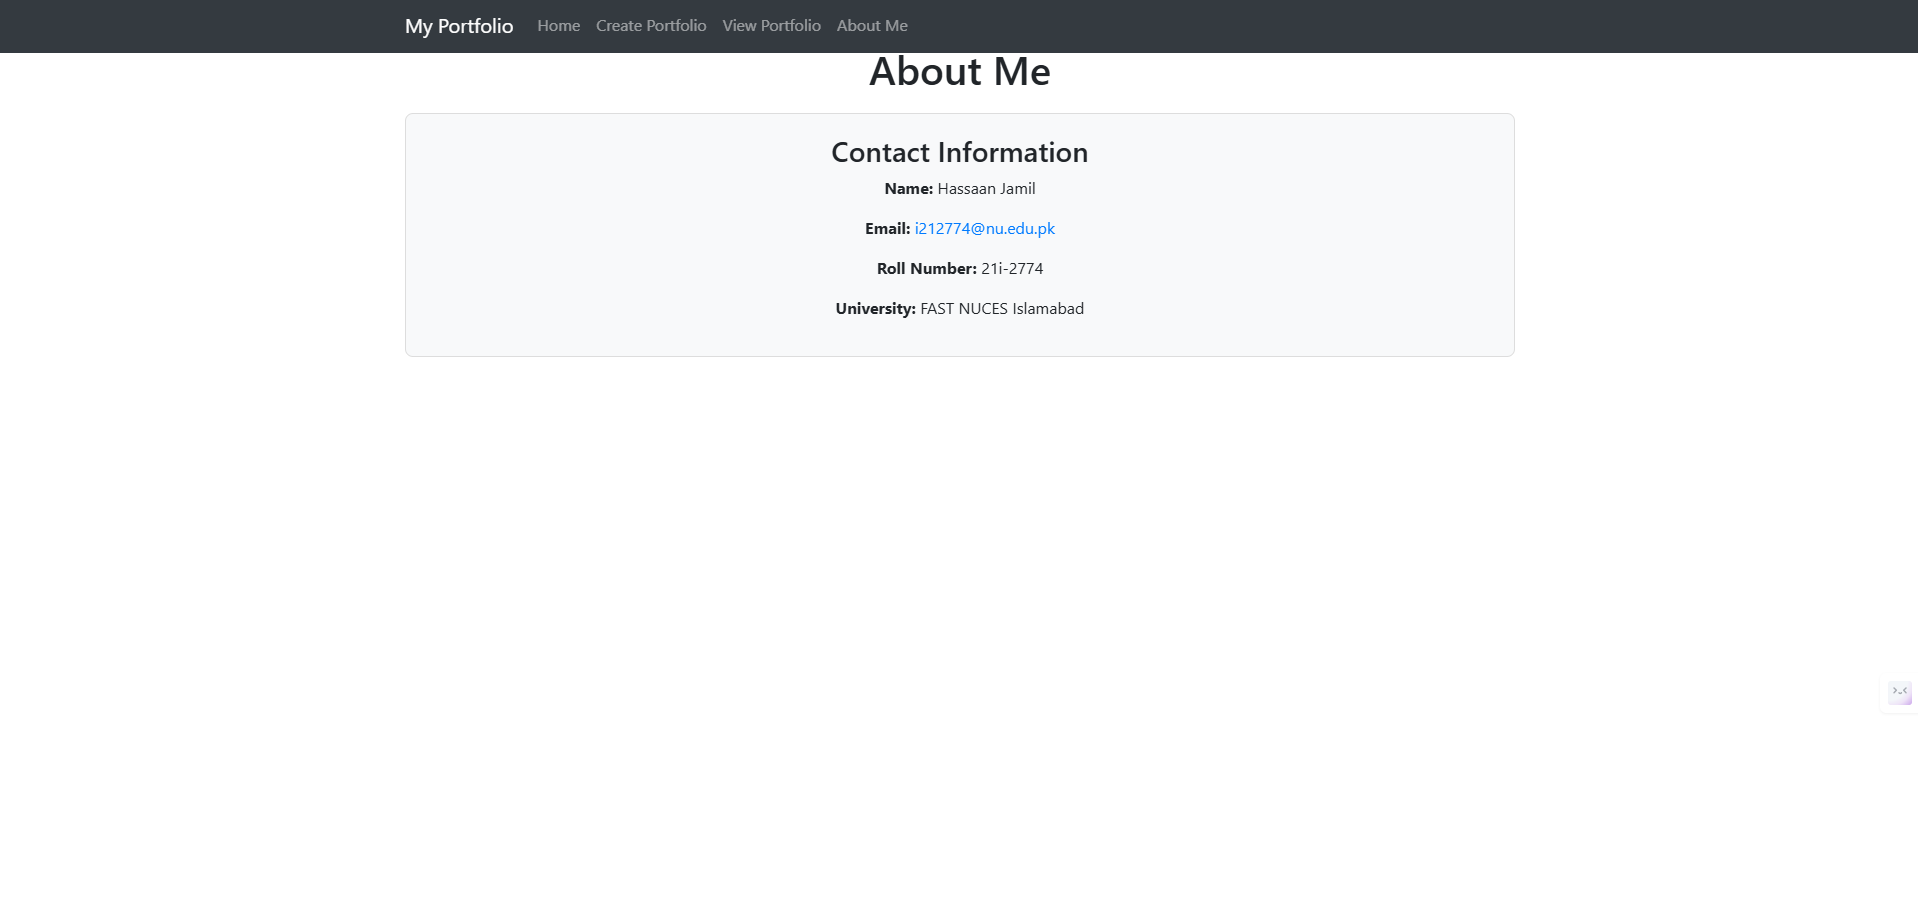 My Portfolio Home Create Portfolio View Portfolio About Me
About Me
Contact Information
Name: Hassaan Jamil
Email: i212774@nu.edu.pk
Roll Number: 21i-2774
University: FAST NUCES Islamabad